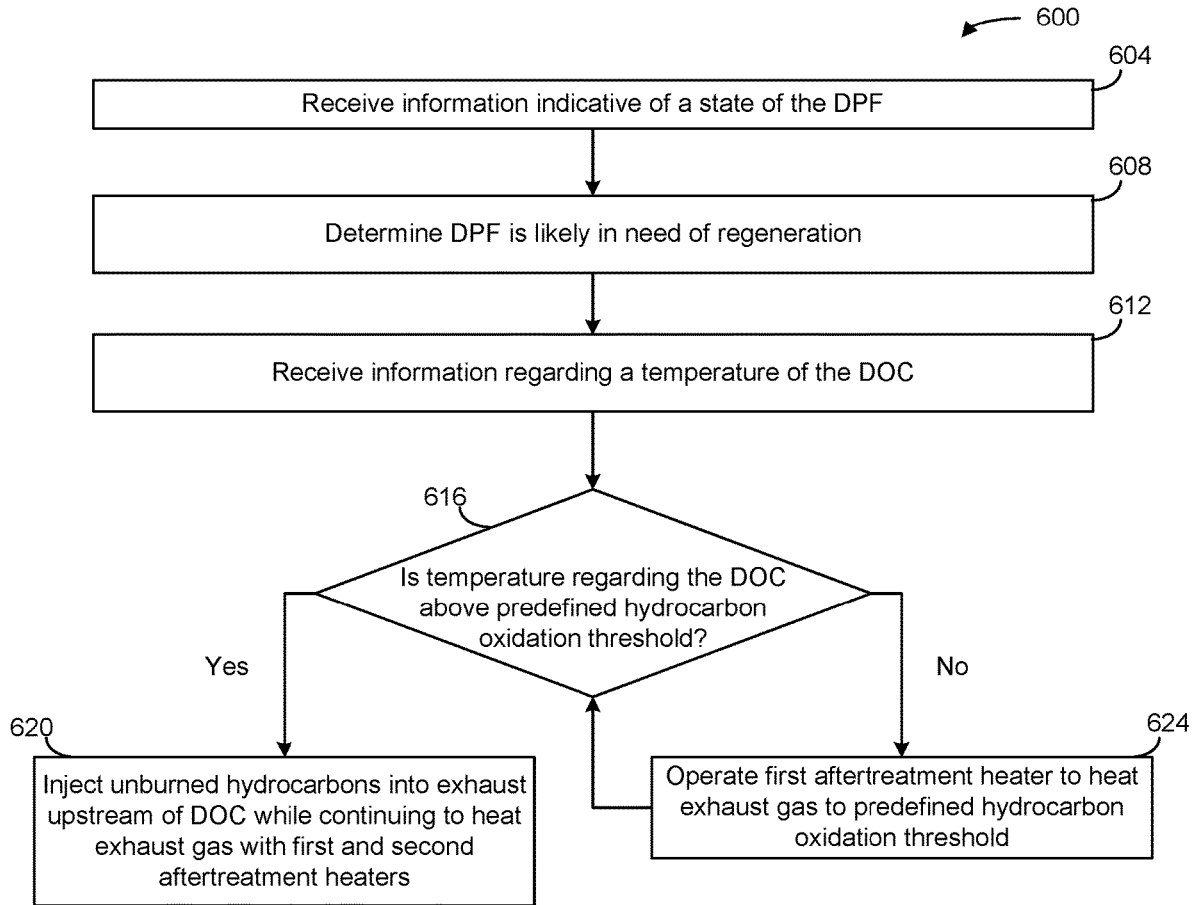 600
604
Receive information indicative of a state of the DPF
608
Determine DPF is likely in need of regeneration
612
Receive information regarding a temperature of the DOC
616
Is temperature regarding the DOC
above predefined hydrocarbon
oxidation threshold?
Yes
No
620
Inject unburned hydrocarbons into exhaust
upstream of DOC while continuing to heat
exhaust gas with first and second
aftertreatment heaters
624
Operate first aftertreatment heater to heat
exhaust gas to predefined hydrocarbon
oxidation threshold